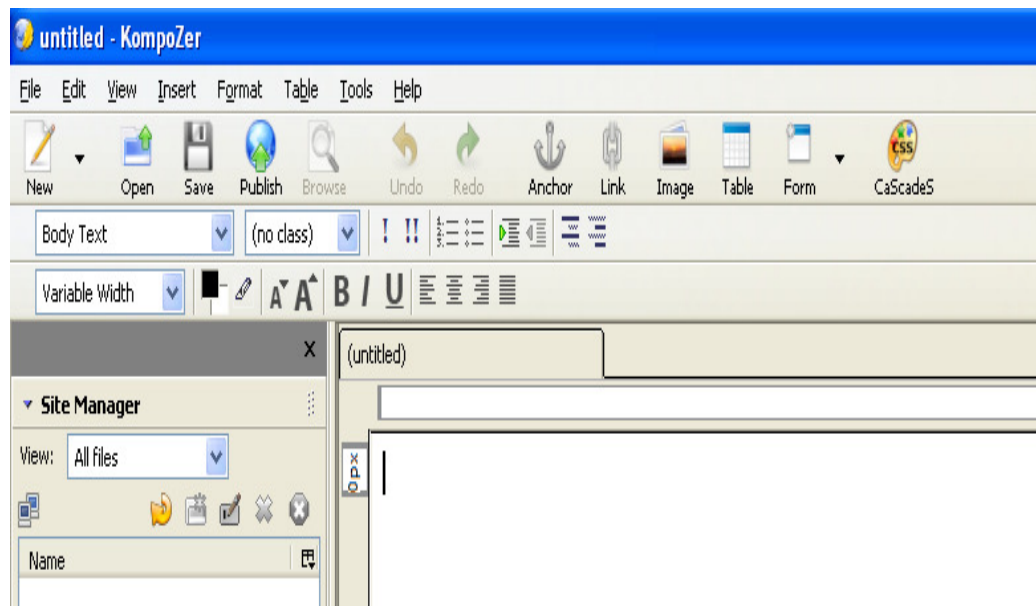 untitled - KompoZer
File Edit View Insert Format Table Tools Help
New Open Save Publish Browse Undo Redo Anchor Link Image Table Form CaScadeS
Body Text (no class) ! !!
Variable Width A A B I U
X (untitled)
Site Manager
View: All files
0px
Name